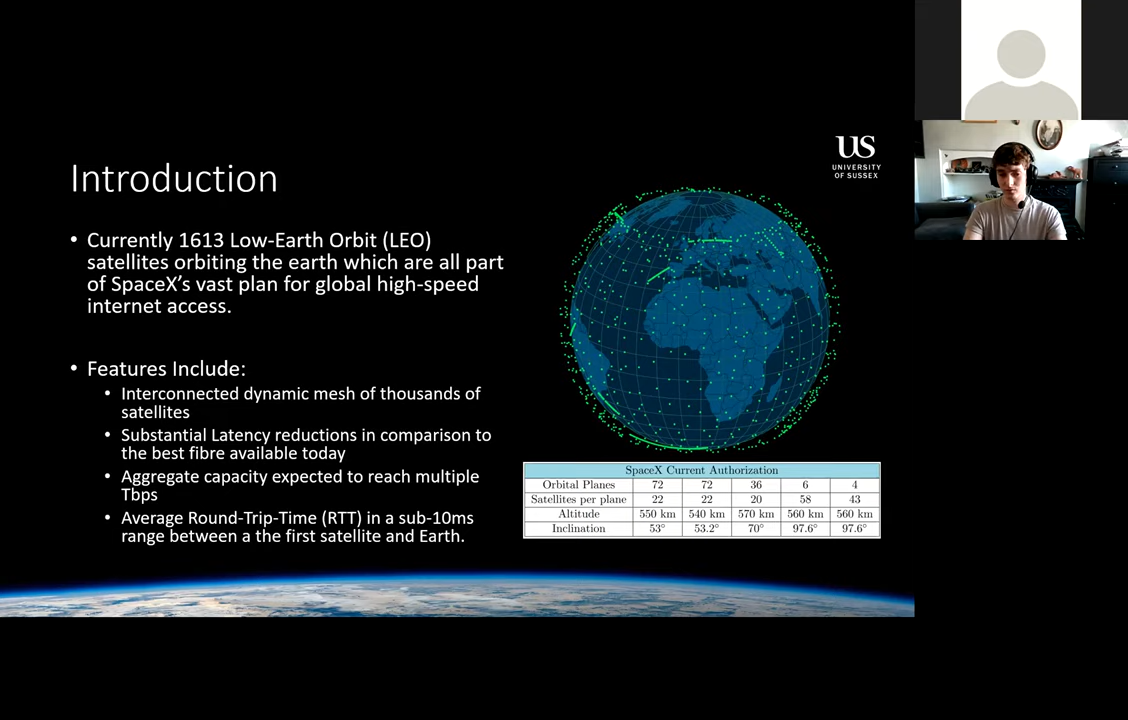 US
UNIVERSITY
OF SUSSEX
Introduction
• Currently 1613 Low-Earth Orbit (LEO)
satellites orbiting the earth which are all part
of SpaceX’s vast plan for global high-speed
internet access.
• Features Include:
• Interconnected dynamic mesh of thousands of
satellites
• Substantial Latency reductions in comparison to
the best fibre available today
• Aggregate capacity expected to reach multiple
Tbps
• Average Round-Trip-Time (RTT) in a sub-10ms
range between a the first satellite and Earth.
SpaceX Current Authorization
Orbital Planes 72 72 36 6 4
Satellites per plane 22 22 20 58 43
Altitude 550 km 540 km 570 km 560 km 560 km
Inclination 53° 53.2° 70° 97.6° 97.6°